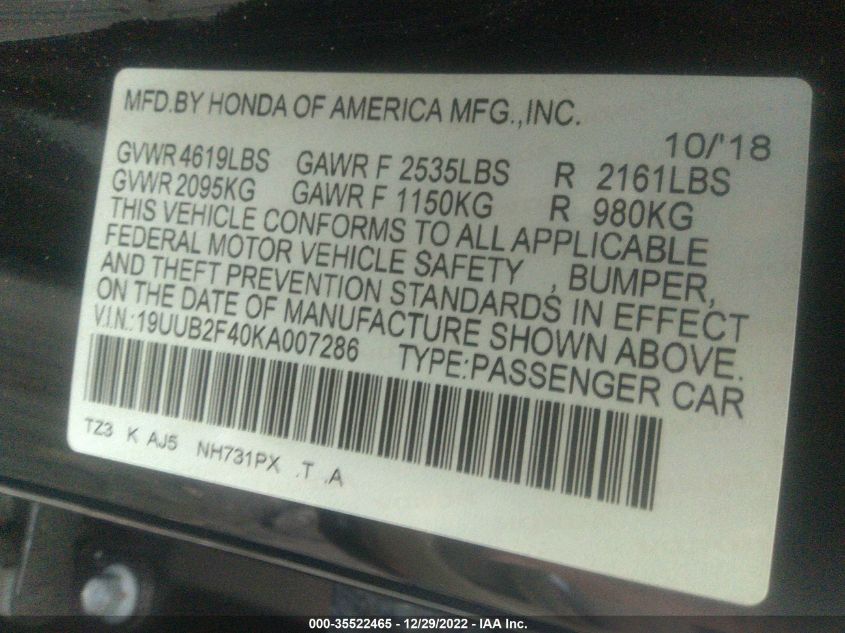 MFD.BY HONDA OF AMERICA MFG.,INC.
10/'18
GVWR 4619LBS GAWR F 2535LBS R 2161LBS
GVWR 2095KG GAWR F 1150KG R 980KG
THIS VEHICLE CONFORMS TO ALL APPLICABLE
FEDERAL MOTOR VEHICLE SAFETY , BUMPER,
AND THEFT PREVENTION STANDARDS IN EFFECT
ON THE DATE OF MANUFACTURE SHOWN ABOVE.
V.I.N.:19UUB2F40KA007286 TYPE:PASSENGER CAR
TZ3 K AJ5 NH731PX .T .A
000-35522465 - 12/29/2022 - IAA Inc.